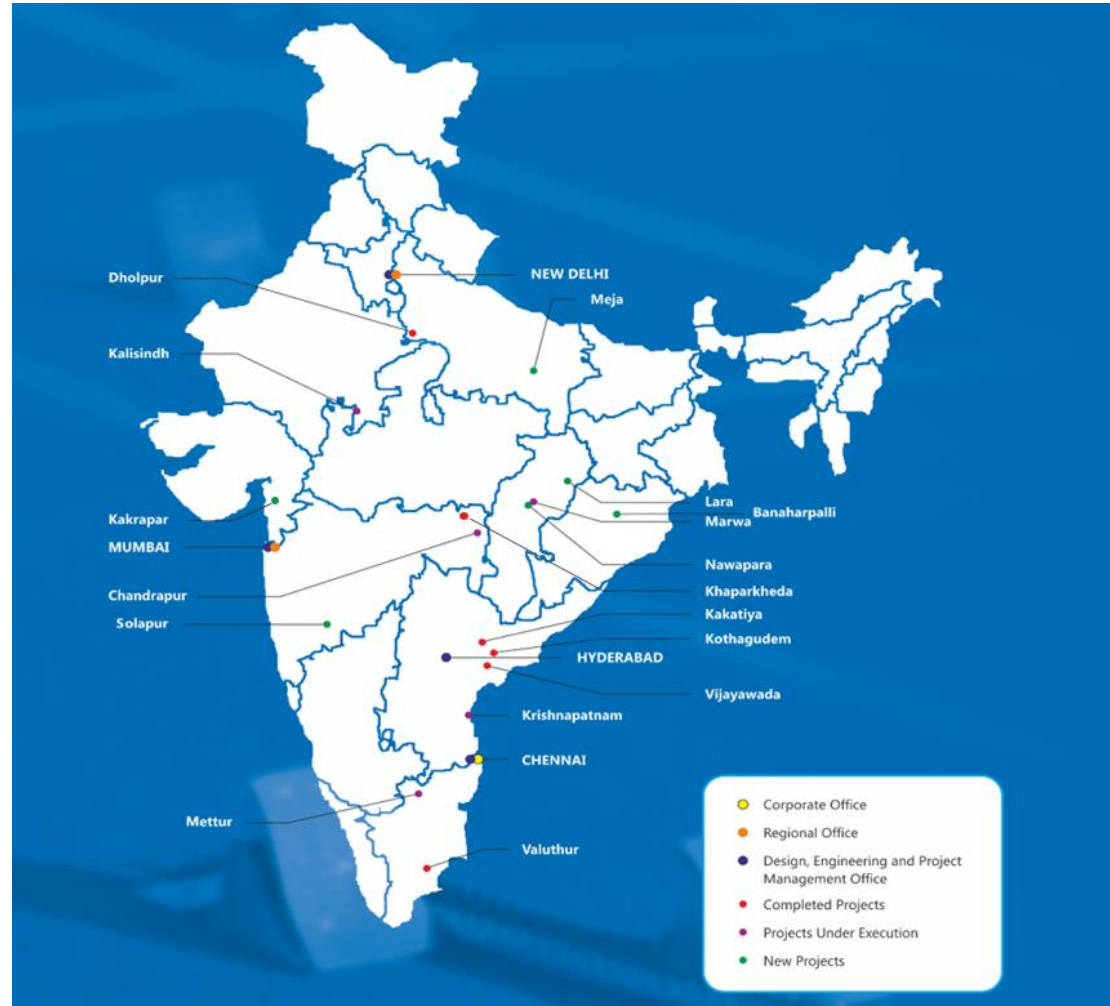 NEW DELHI
Dholpur
Meja
Kalisindh
Lara
Banaharpalli
Kakrapar
Marwa
MUMBAI
Nawapara
Khaparkheda
Chandrapur
Kakatiya
Solapur
Kothagudem
HYDERABAD
Vijayawada
Krishnapatnam
CHENNAI
Mettur
Valuthur
Corporate Office
Regional Office
Design, Engineering and Project
Management Office
Completed Projects
Projects Under Execution
New Projects